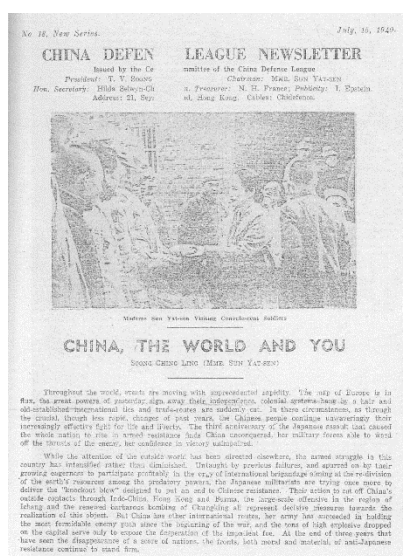 No 18, New Series.
July, 15, 1940.
CHINA DEFEN LEAGUE NEWSLETTER
Issued by the Ce mmittee of the China Defense League
President: T. V. Soong Chairman: Mme. Sun Yat-sen
Hon. Secretary: Hilda Selwyn-Cl n. Treasurer: N. H. France; Publicity: I. Epstein
Address: 21, Sey ad, Hong Kong. Cables: Chidefence.
Madame Sun Yat-sen Visiting Convalescent Soldiers
CHINA, THE WORLD AND YOU
Soong Ching Ling (Mme. Sun Yat-sen)
Throughout the world, events are moving with unprecedented rapidity. The map of Europe is in
flux, the great powers of yesterday sign away their independence, colonial systems hang by a hair and
old-established international ties and trade-routes are suddenly cut. In these circumstances, as through
the crucial, though less rapid, changes of past years, the Chinese people continue unwaveringly their
increasingly effective fight for life and liberty. The third anniversary of the Japanese assault that caused
the whole nation to rise in armed resistance finds China unconquered, her military forces able to ward
off the thrusts of the enemy, her confidence in victory unimpaired.
While the attention of the outside world has been directed elsewhere, the armed struggle in this
country has intensified rather than diminished. Untaught by previous failures, and spurred on by their
growing eagerness to participate profitably in the orgy of international brigandage aiming at the re-division
of the earth's resources among the predatory powers, the Japanese militarists are trying once more to
deliver the "knockout blow" designed to put an end to Chinese resistance. Their action to cut off China's
outside contacts through Indo-China, Hong Kong and Burma, the large-scale offensive in the region of
Ichang and the renewed barbarous bombing of Chungking all represent decisive measures towards the
realization of this object. But China has other international routes, her army has succeeded in holding
the most formidable enemy push since the beginning of the war, and the tons of high explosive dropped
on the capital serve only to expose the desperation of the impatient foe. At the end of three years that
have seen the disappearance of a score of nations, the fronts, both moral and material, of anti-Japanese
resistance continue to stand firm.